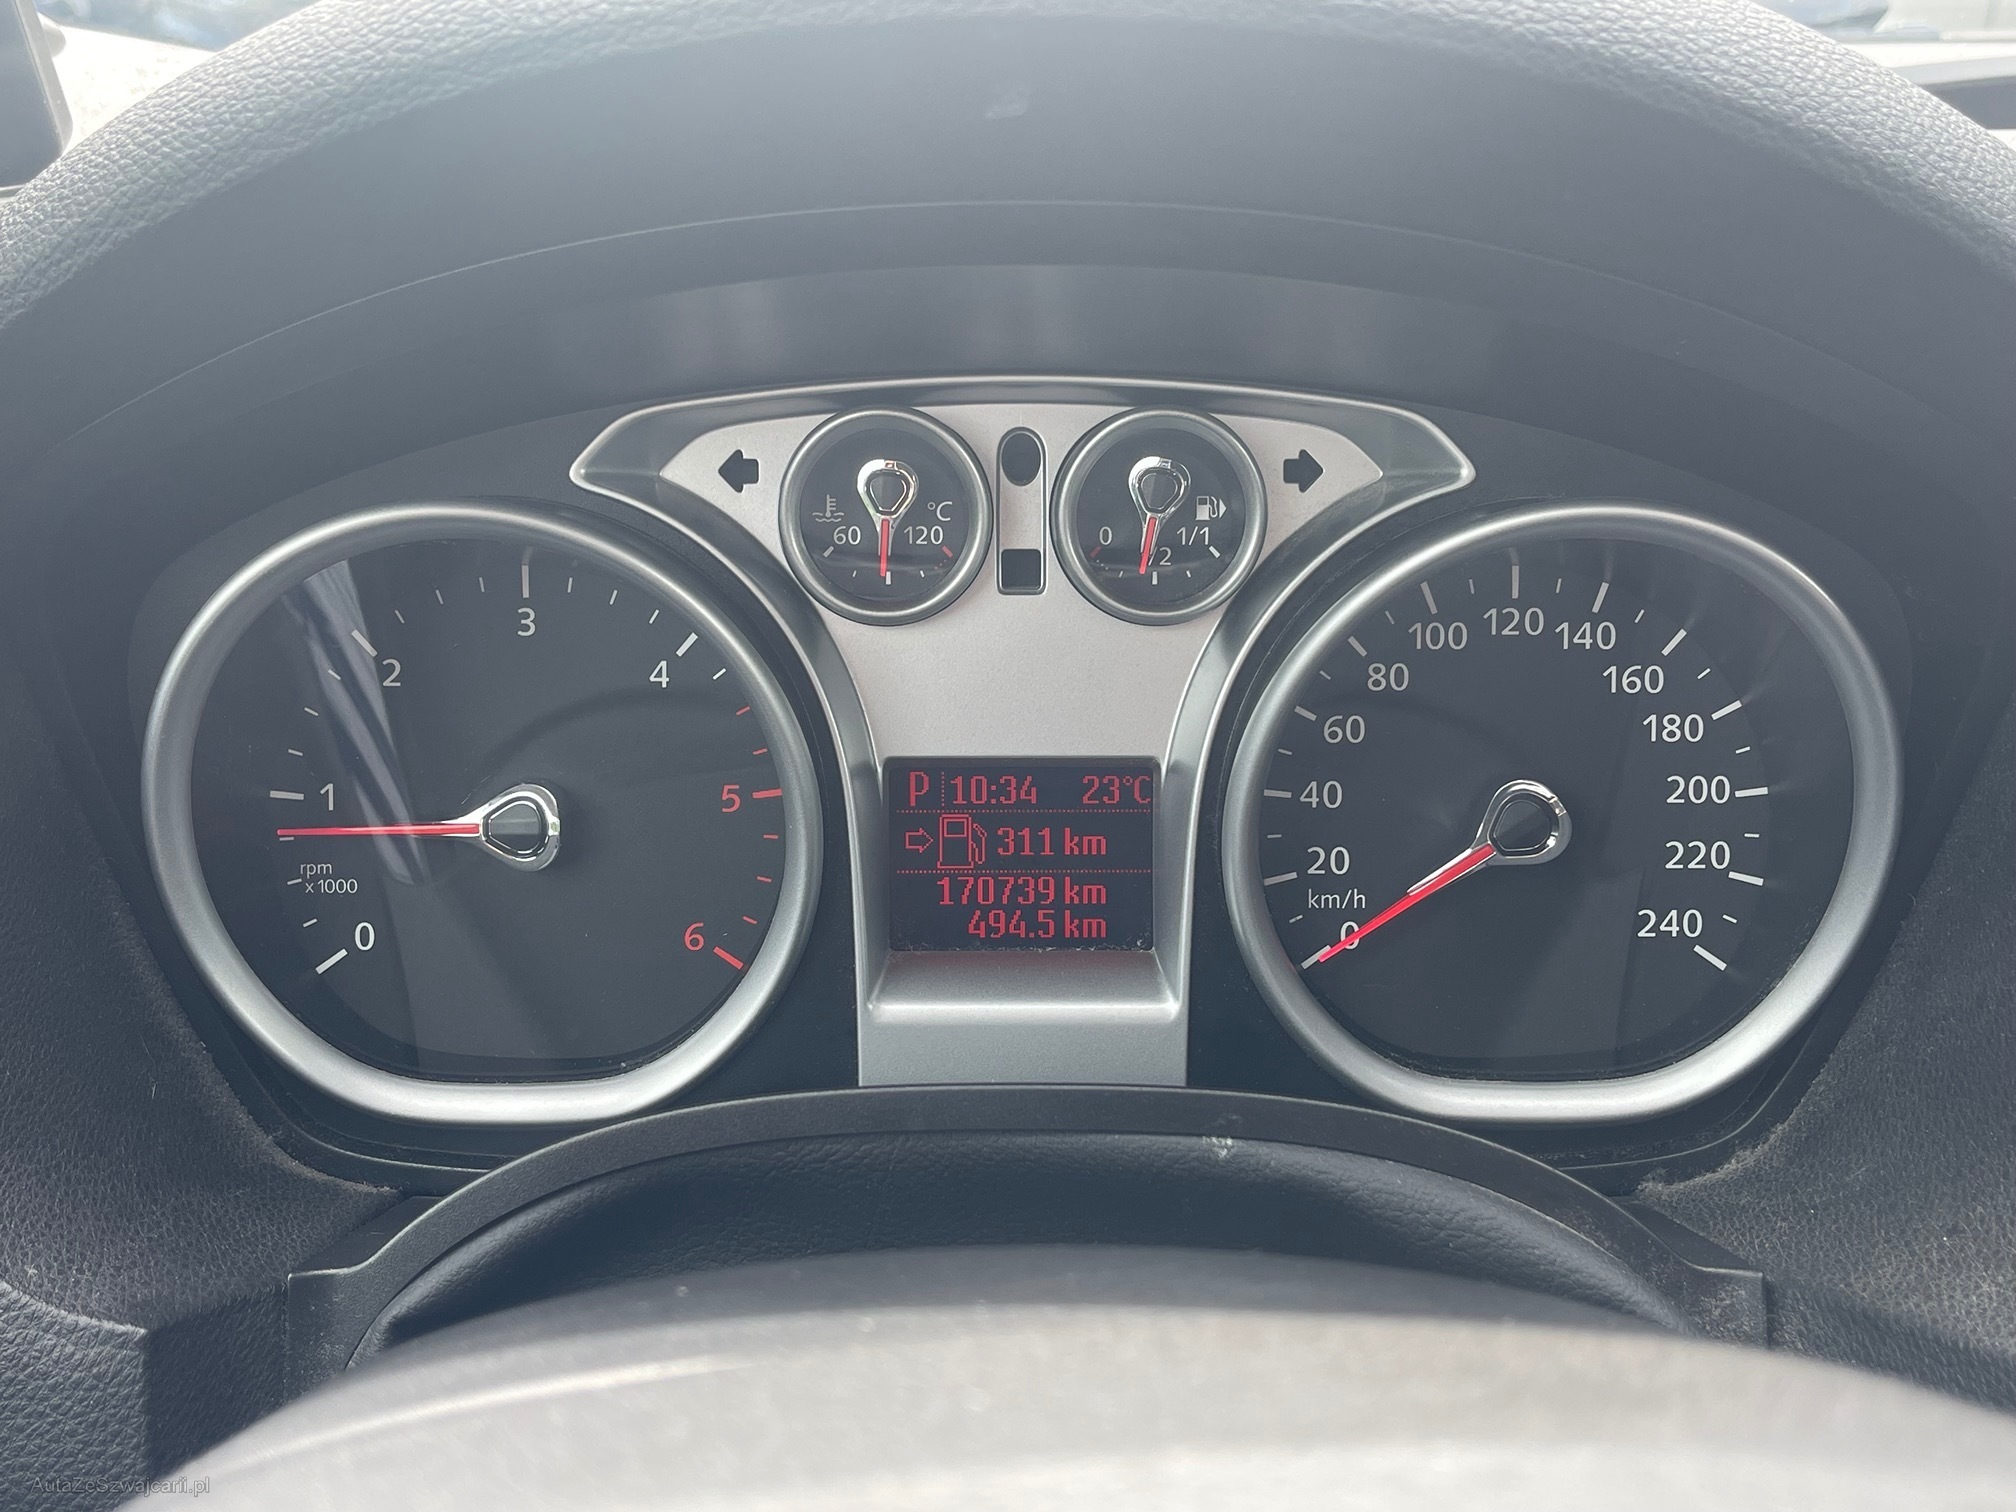 60 120 °C
0 1/2 1/1
0 1 2 3 4 5 6
rpm
x 1000
P 10:34 23°C
311 km
170739 km
494.5 km
0 20 40 60 80 100 120 140 160 180 200 220 240
km/h
AutaZeSzwajcarii.pl